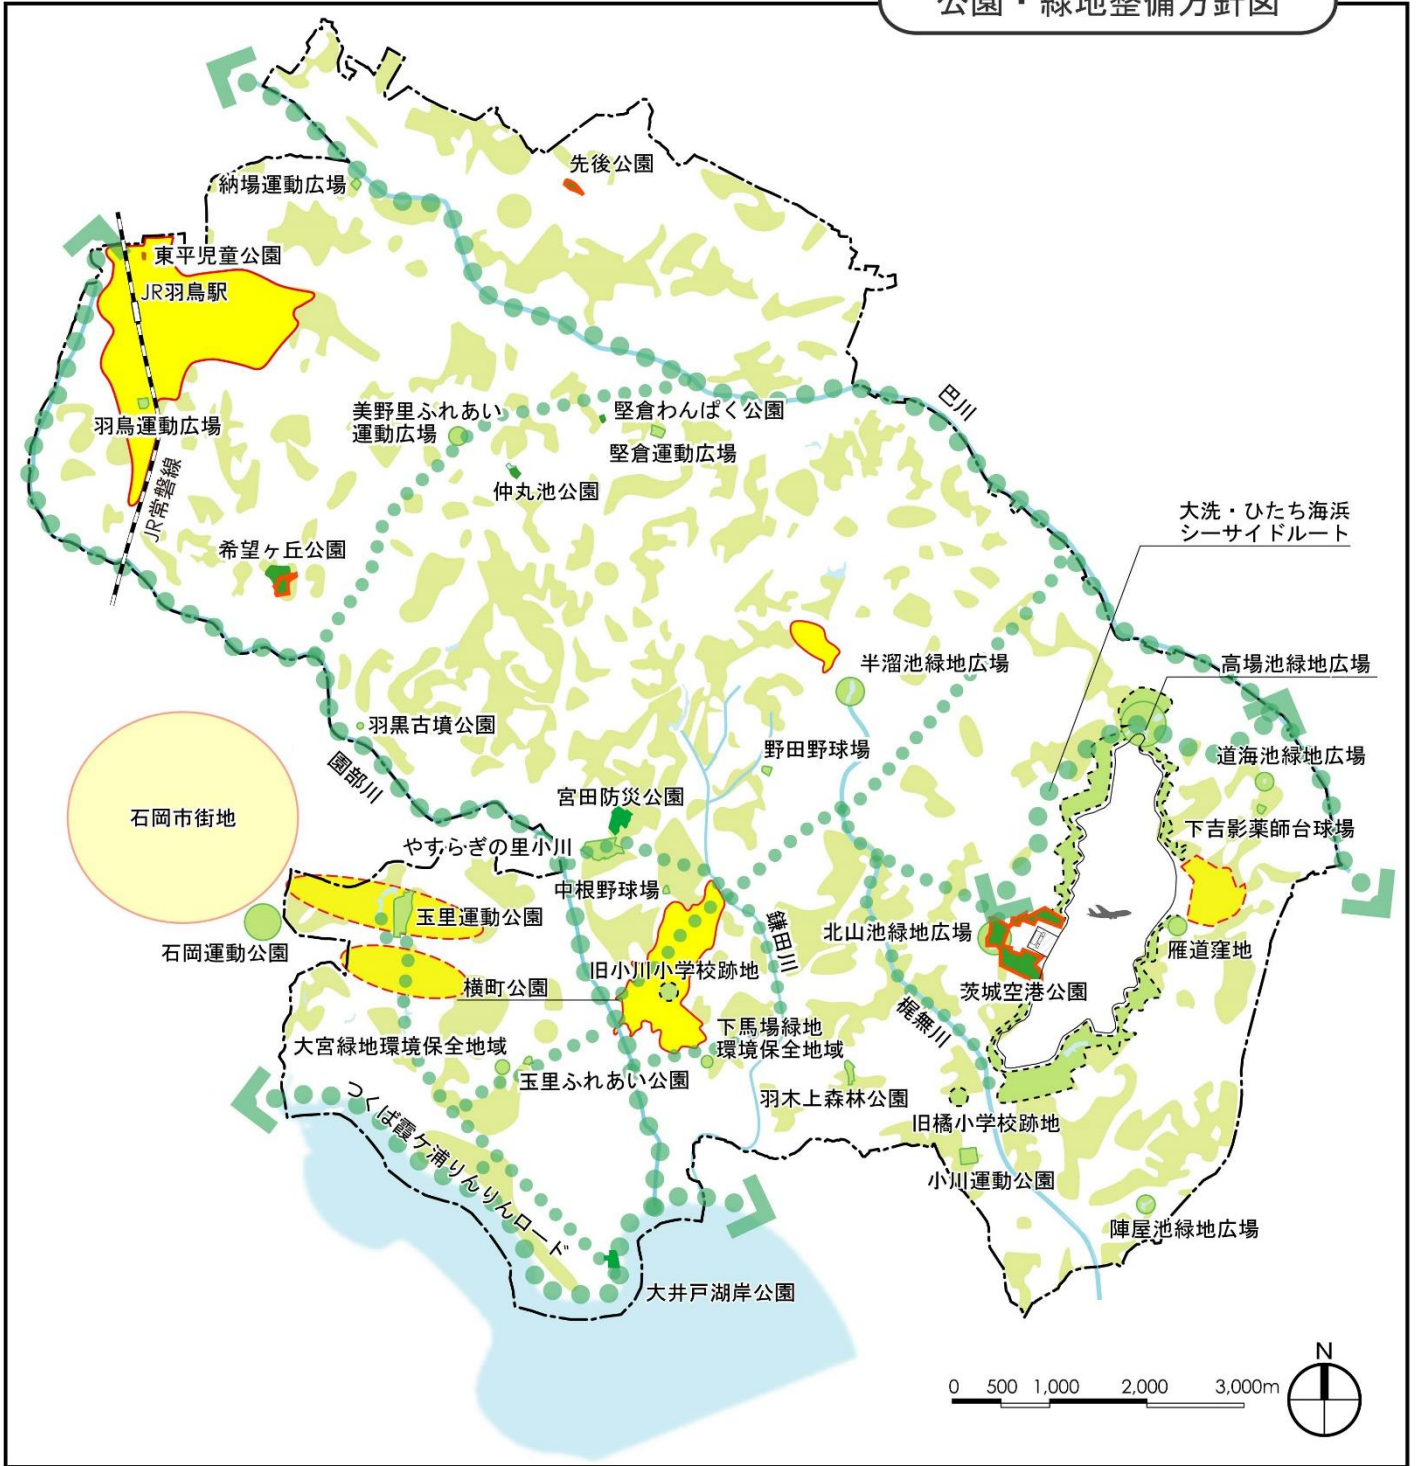 公園・緑地整備方針図
先後公園
納場運動広場
東平児童公園
JR羽鳥駅
巴川
美野里ふれあい
運動広場
堅倉わんぱく公園
羽鳥運動広場
堅倉運動広場
JR常磐線
仲丸池公園
大洗・ひたち海浜
シーサイドルート
希望ヶ丘公園
半溜池緑地広場
高場池緑地広場
羽黒古墳公園
園部川
野田野球場
道海池緑地広場
宮田防災公園
石岡市街地
下吉影薬師台球場
やすらぎの里小川
中根野球場
玉里運動公園
鎌田川
北山池緑地広場
石岡運動公園
雁道窪地
旧小川小学校跡地
横町公園
茨城空港公園
梶無川
下馬場緑地
環境保全地域
大宮緑地環境保全地域
玉里ふれあい公園
羽木上森林公園
つくば霞ケ浦りんりんロード
旧橘小学校跡地
小川運動公園
陣屋池緑地広場
大井戸湖岸公園
N
0 500 1,000 2,000 3,000m